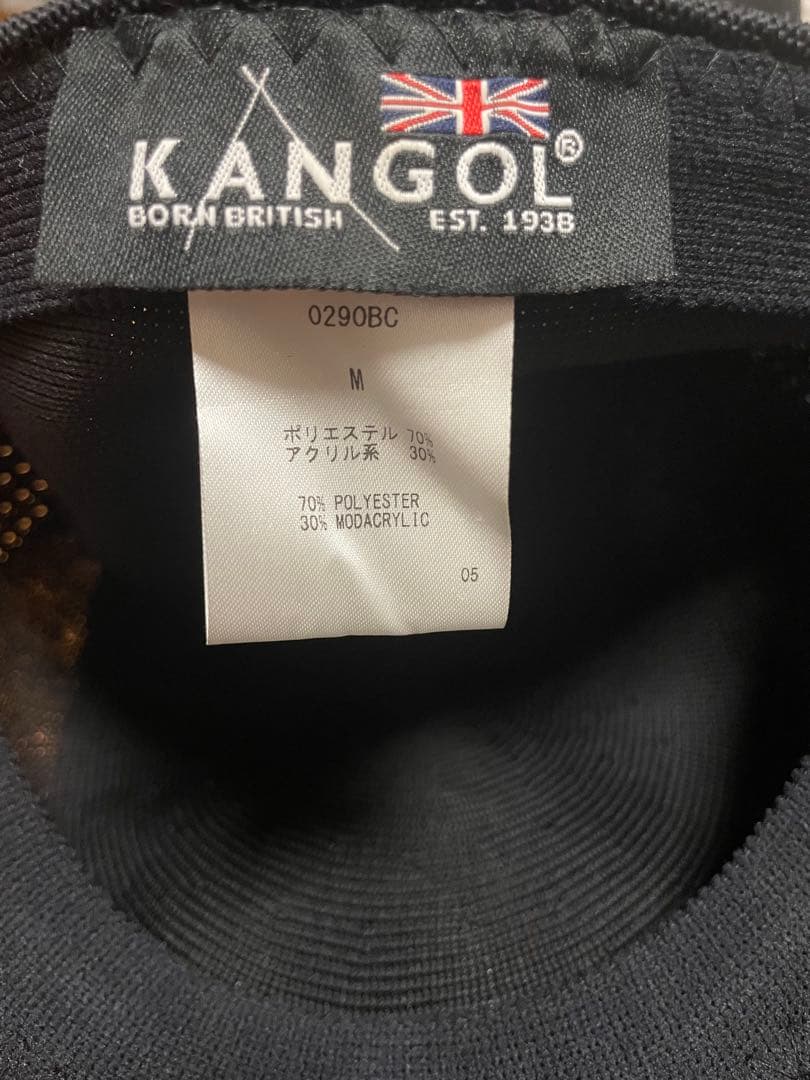 KANGOL®
BORN BRITISH EST. 1938
0290BC
M
ポリエステル 70%
アクリル系 30%
70% POLYESTER
30% MODACRYLIC
05